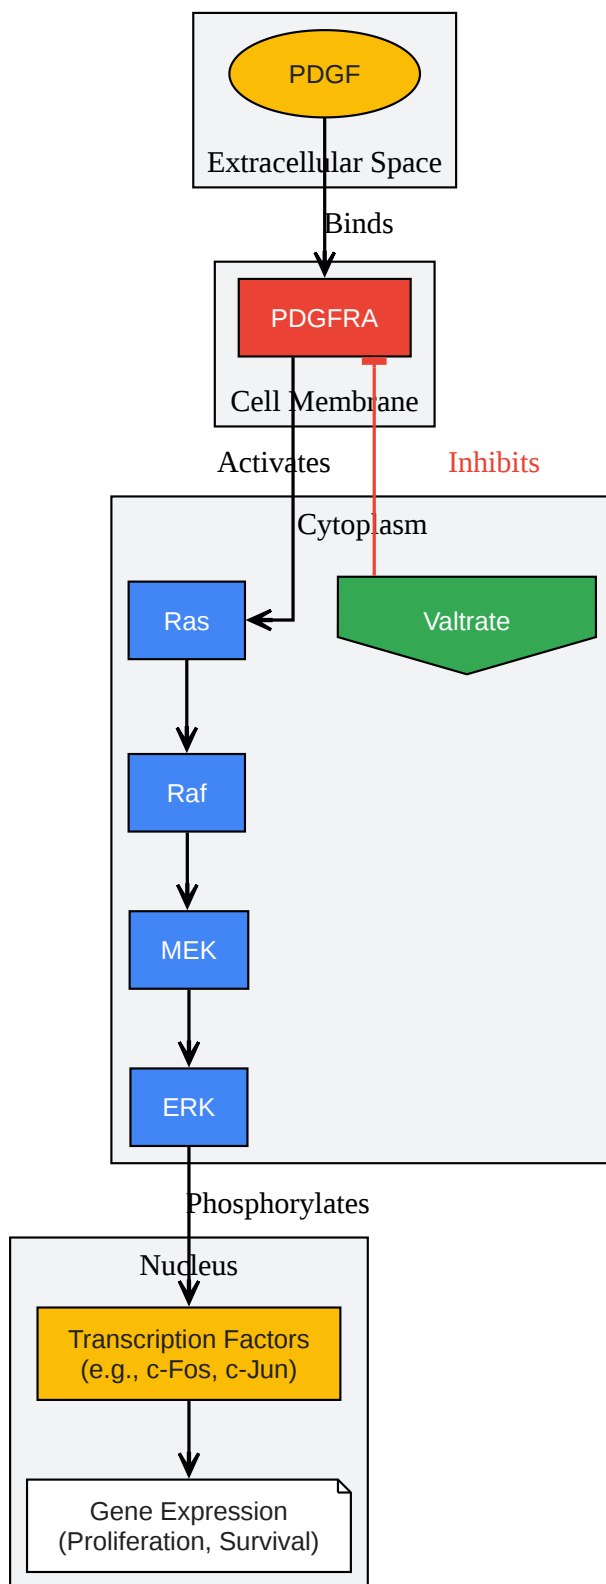 PDGF
Extracellular Space
Binds
PDGFRA
Cell Membrane
Activates
Inhibits
Cytoplasm
Ras
Valtrate
Raf
MEK
ERK
Phosphorylates
Nucleus
Transcription Factors
(e.g., c-Fos, c-Jun)
Gene Expression
(Proliferation, Survival)